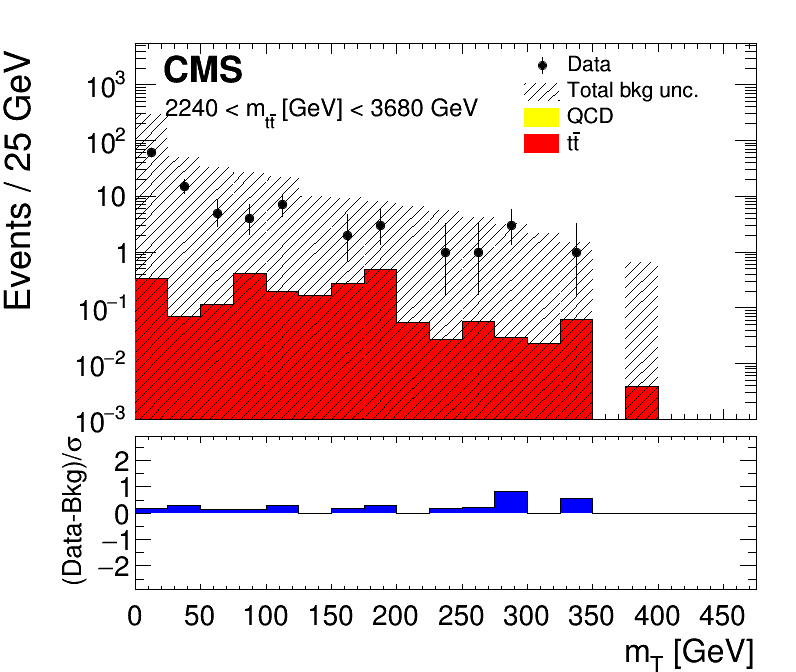 CMS
2240 < m_tt̄ [GeV] < 3680 GeV
Data
Total bkg unc.
QCD
tt̄
Events / 25 GeV
10³
10²
10
1
10⁻¹
10⁻²
10⁻³
(Data-Bkg)/σ
2
1
0
−1
−2
0 50 100 150 200 250 300 350 400 450
m_T [GeV]